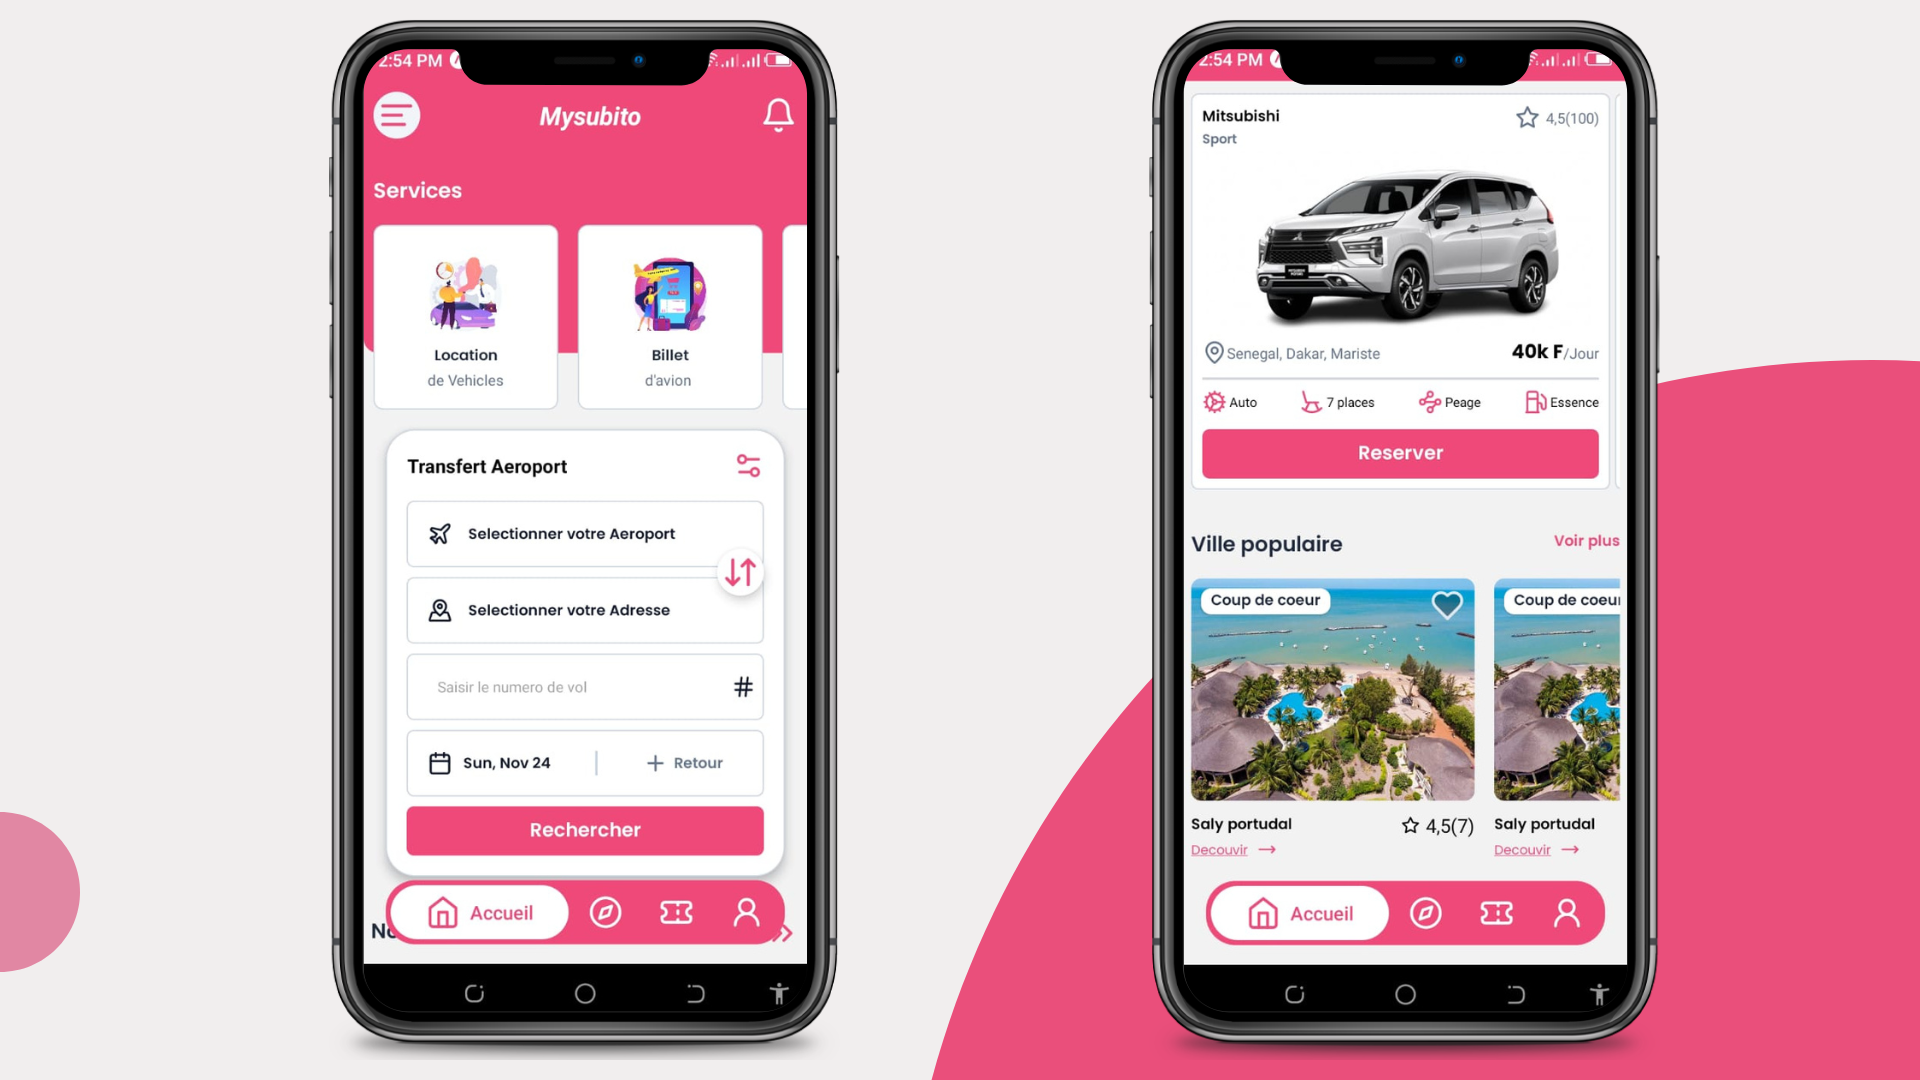 2:54 PM
Mysubito
Services
Location
de Vehicles
Billet
d'avion
Transfert Aeroport
Selectionner votre Aeroport
Selectionner votre Adresse
Saisir le numero de vol
#
Sun, Nov 24
+ Retour
Rechercher
Accueil
2:54 PM
Mitsubishi
Sport
4,5(100)
Senegal, Dakar, Mariste
40k F/Jour
Auto
7 places
Peage
Essence
Reserver
Ville populaire
Voir plus
Coup de coeur
Coup de coeur
Saly portudal
4,5(7)
Saly portudal
Decouvir
Decouvir
Accueil